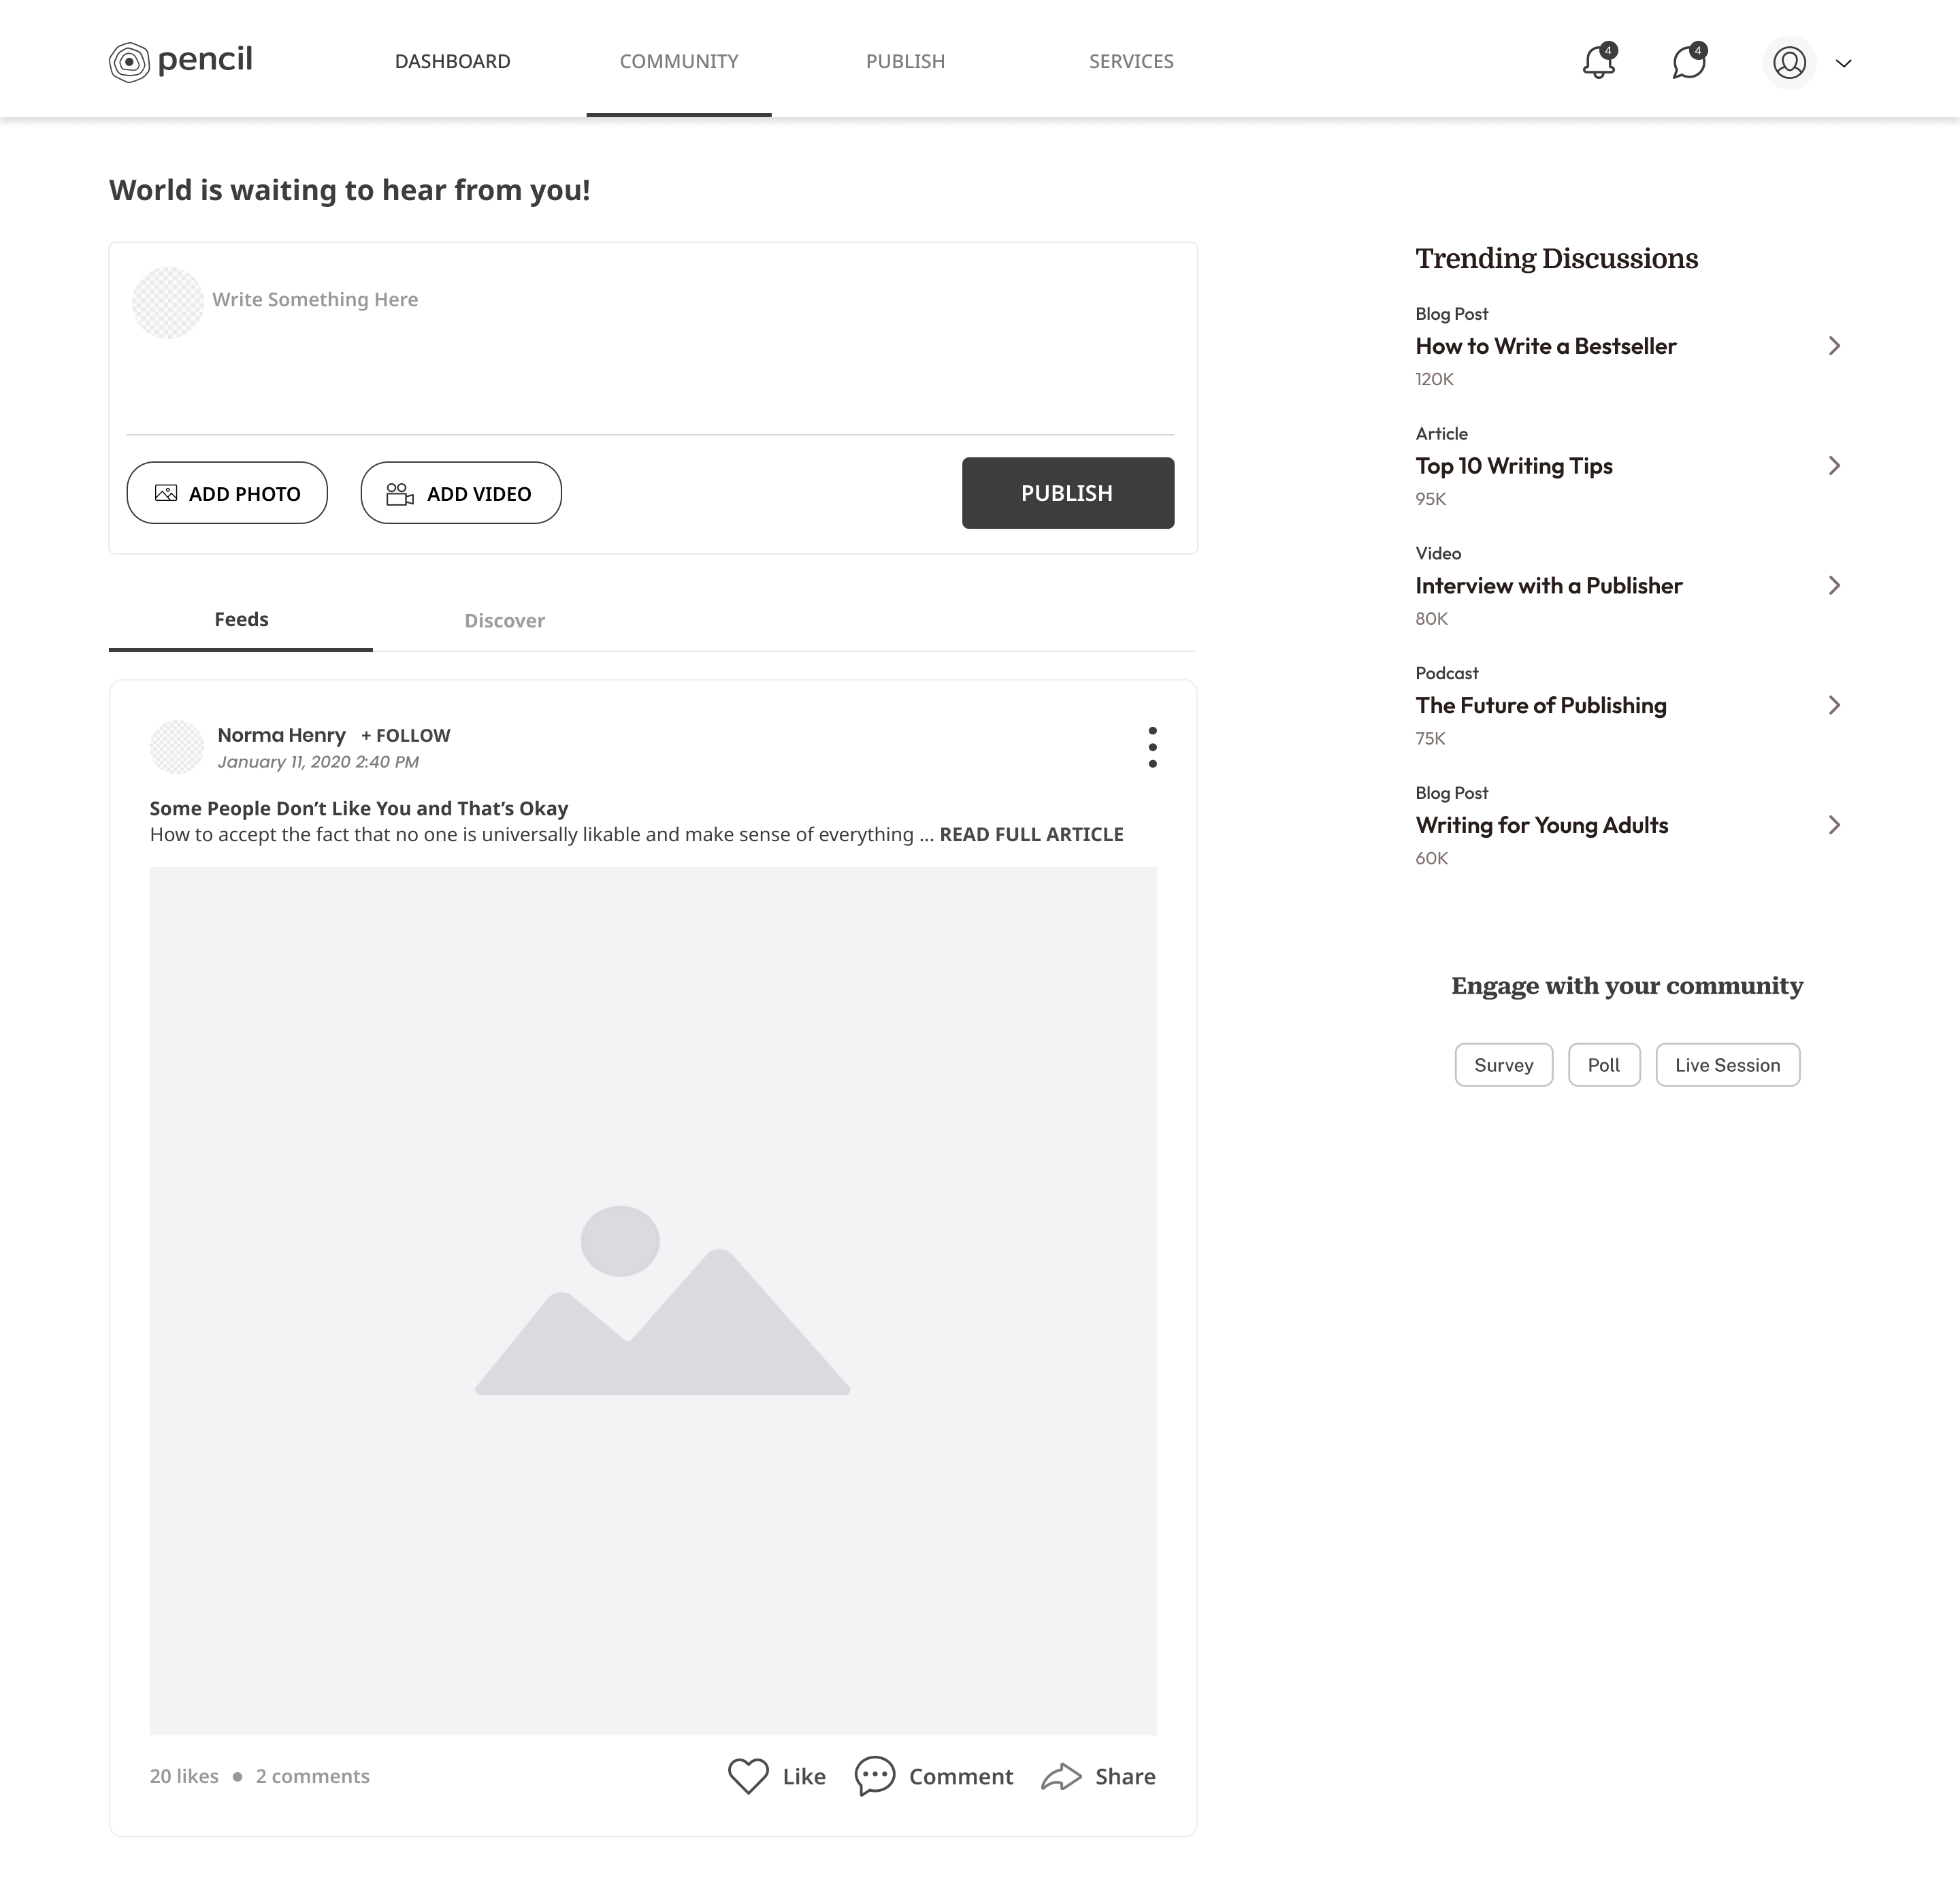 pencil
DASHBOARD
COMMUNITY
PUBLISH
SERVICES
4
4
World is waiting to hear from you!
Write Something Here
ADD PHOTO
ADD VIDEO
PUBLISH
Feeds
Discover
Norma Henry + FOLLOW
January 11, 2020 2:40 PM
Some People Don’t Like You and That’s Okay
How to accept the fact that no one is universally likable and make sense of everything ... READ FULL ARTICLE
20 likes ● 2 comments
Like
Comment
Share
Trending Discussions
Blog Post
How to Write a Bestseller
120K
Article
Top 10 Writing Tips
95K
Video
Interview with a Publisher
80K
Podcast
The Future of Publishing
75K
Blog Post
Writing for Young Adults
60K
Engage with your community
Survey
Poll
Live Session